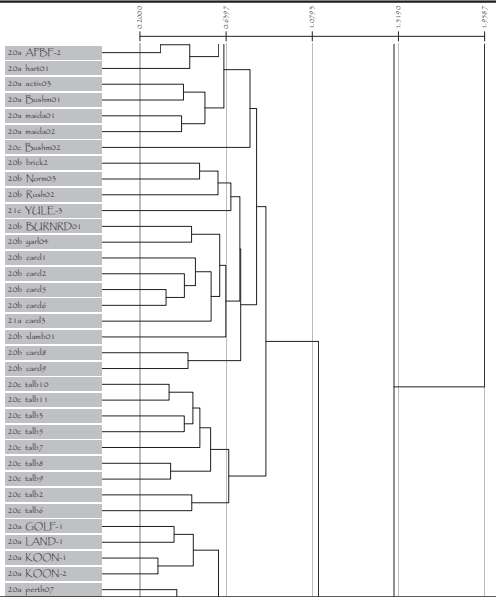 0.2000 0.6397 1.0793 1.5190 1.9587
20a APBF-2
20a hart01
20a activ03
20a Bushm01
20a maida01
20a maida02
20c Bushm02
20b brick2
20b Norm03
20b Rush02
21c YULE-3
20b BURNRD01
20b yarl04
20b card1
20b card2
20b card5
20b card6
21a card3
20b slamb01
20b card8
20b card9
20c talb10
20c talb11
20c talb3
20c talb5
20c talb7
20c talb8
20c talb9
20c talb2
20c talb6
20a GOLF-1
20a LAND-1
20a KOON-1
20a KOON-2
20a perth07